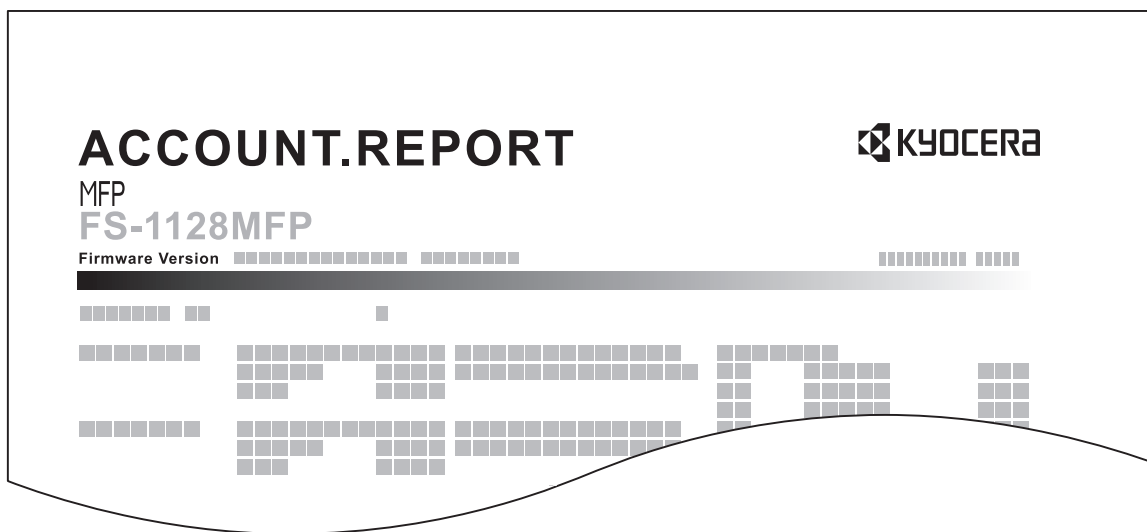 ACCOUNT.REPORT
KYOCERA
MFP
FS-1128MFP
Firmware Version